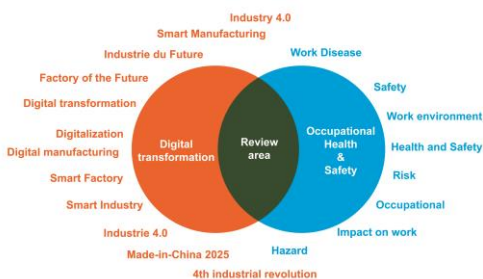 Industry 4.0
Smart Manufacturing
Industrie du Future
Work Disease
Factory of the Future
Safety
Digital transformation
Work environment
Digitalization
Digital manufacturing
Digital
transformation
Review
area
Occupational
Health
&
Safety
Health and Safety
Smart Factory
Risk
Smart Industry
Occupational
Industrie 4.0
Impact on work
Made-in-China 2025
Hazard
4th industrial revolution